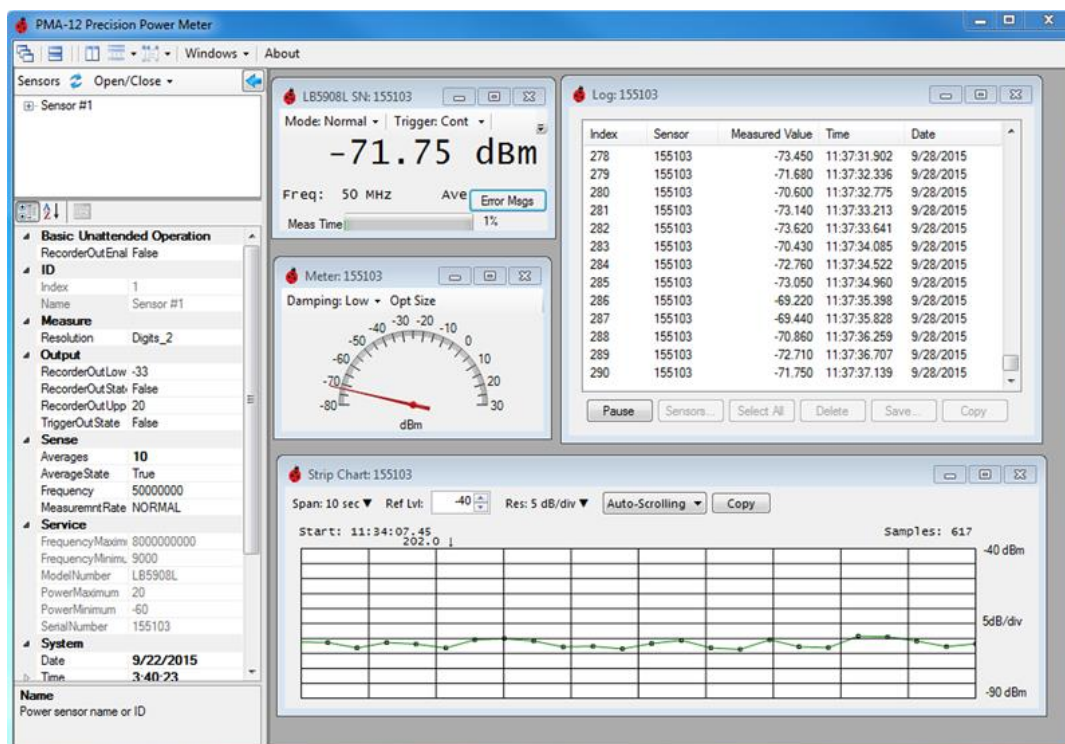 PMA-12 Precision Power Meter
Windows About
Sensors Open/Close
Sensor #1
Basic Unattended Operation
RecorderOutEnal False
ID
Index 1
Name Sensor #1
Measure
Resolution Digits_2
Output
RecorderOutLow -33
RecorderOutStat False
RecorderOutUpp 20
TriggerOutState False
Sense
Averages 10
AverageState True
Frequency 50000000
MeasuremntRate NORMAL
Service
FrequencyMaximu 8000000000
FrequencyMinimu 9000
ModelNumber LB5908L
PowerMaximum 20
PowerMinimum -60
SerialNumber 155103
System
Date 9/22/2015
Time 3:40:23
Name
Power sensor name or ID
LB5908L SN: 155103
Mode: Normal Trigger: Cont
-71.75 dBm
Freq: 50 MHz Ave Error Msgs
Meas Time 1%
Meter: 155103
Damping: Low Opt Size
-80 -70 -60 -50 -40 -30 -20 -10 0 10 20 30
dBm
Log: 155103
Index Sensor Measured Value Time Date
278 155103 -73.450 11:37:31.902 9/28/2015
279 155103 -71.680 11:37:32.336 9/28/2015
280 155103 -70.600 11:37:32.775 9/28/2015
281 155103 -73.140 11:37:33.213 9/28/2015
282 155103 -73.620 11:37:33.641 9/28/2015
283 155103 -70.430 11:37:34.085 9/28/2015
284 155103 -72.760 11:37:34.522 9/28/2015
285 155103 -73.050 11:37:34.960 9/28/2015
286 155103 -69.220 11:37:35.398 9/28/2015
287 155103 -69.440 11:37:35.828 9/28/2015
288 155103 -70.860 11:37:36.259 9/28/2015
289 155103 -72.710 11:37:36.707 9/28/2015
290 155103 -71.750 11:37:37.139 9/28/2015
Pause Sensors... Select All Delete Save... Copy
Strip Chart: 155103
Span: 10 sec▼ Ref Lvl: -40 Res: 5 dB/div▼ Auto-Scrolling Copy
Start: 11:34:07.45 Samples: 617
202.0 ↓
-40 dBm
5dB/div
-90 dBm